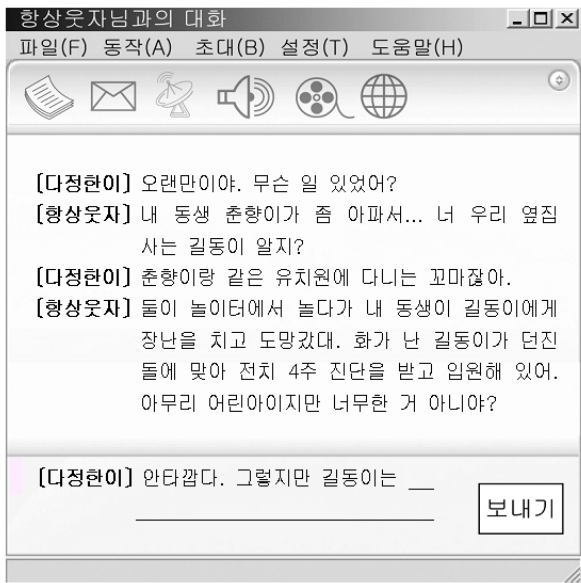 항상웃자님과의 대화
파일(F) 동작(A) 초대(B) 설정(T) 도움말(H)
[다정한이] 오랜만이야. 무슨 일 있었어?
[항상웃자] 내 동생 춘향이가 좀 아파서... 너 우리 옆집
사는 길동이 알지?
[다정한이] 춘향이랑 같은 유치원에 다니는 꼬마잖아.
[항상웃자] 둘이 놀이터에서 놀다가 내 동생이 길동이에게
장난을 치고 도망갔대. 화가 난 길동이가 던진
돌에 맞아 전치 4주 진단을 받고 입원해 있어.
아무리 어린아이지만 너무한 거 아니야?
[다정한이] 안타깝다. 그렇지만 길동이는 __
보내기